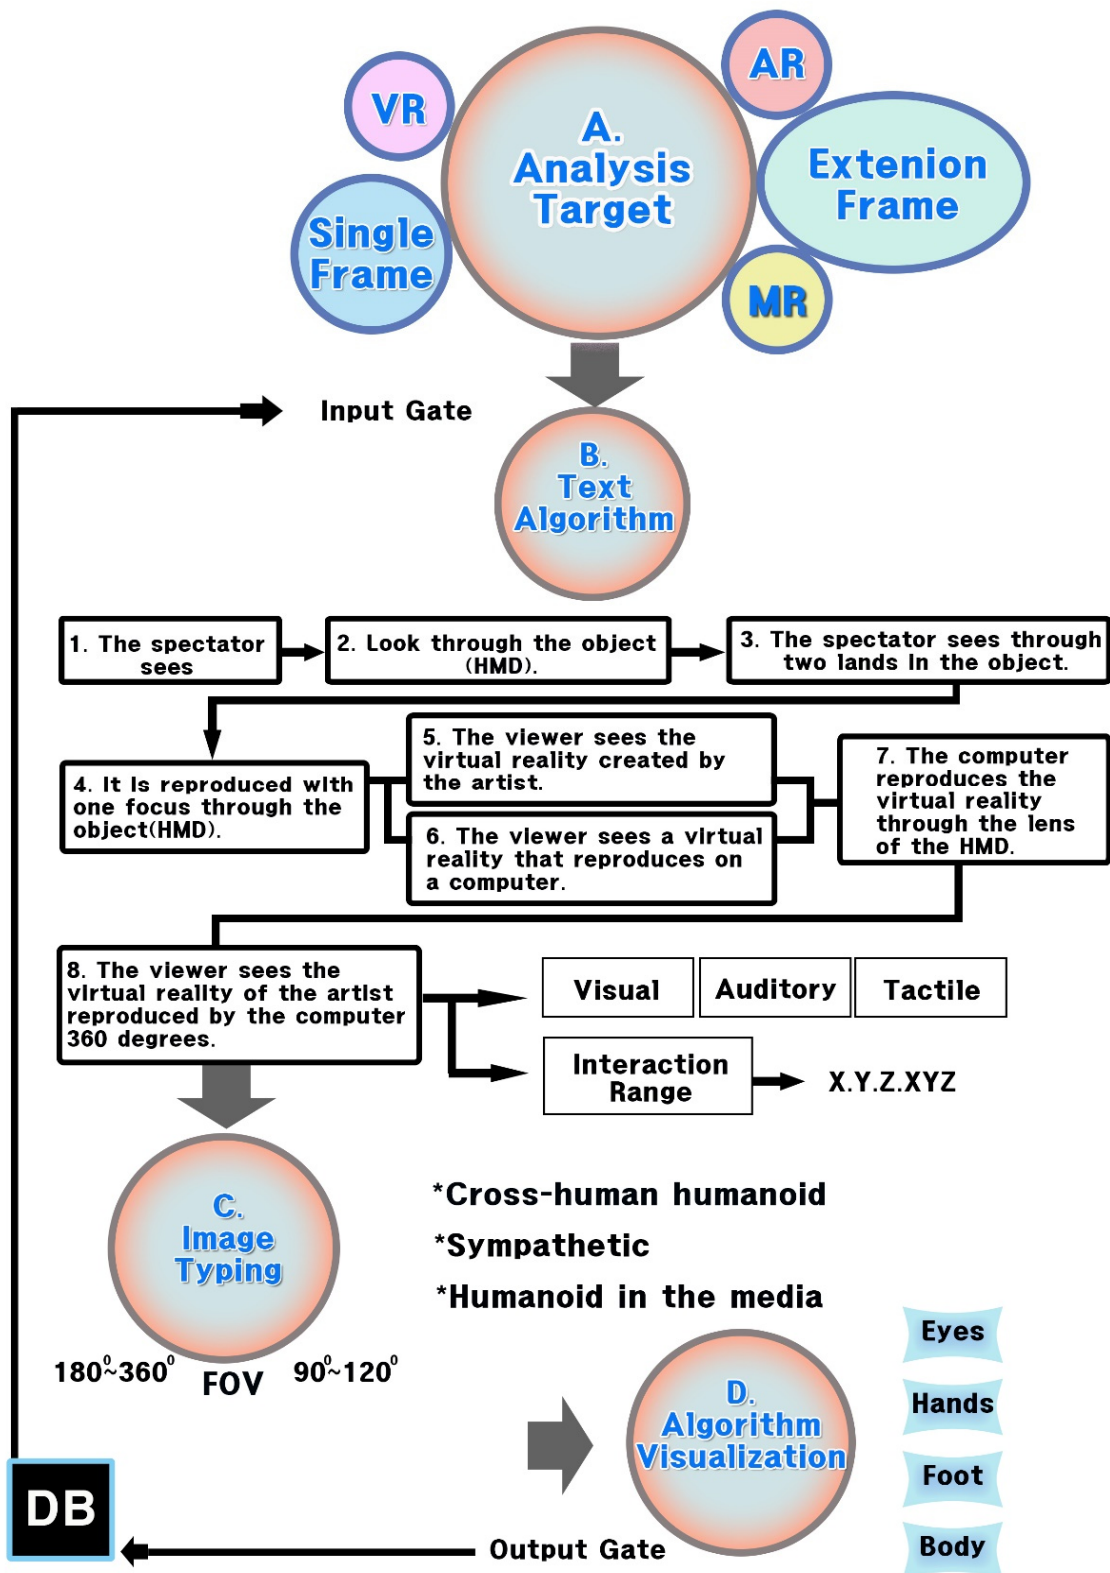 VR
AR
A.
Analysis
Target
Extenion
Frame
Single
Frame
MR
Input Gate
B.
Text
Algorithm
1. The spectator
sees
2. Look through the object
(HMD).
3. The spectator sees through
two lands in the object.
4. It is reproduced with
one focus through the
object(HMD).
5. The viewer sees the
virtual reality created by
the artist.
6. The viewer sees a virtual
reality that reproduces on
a computer.
7. The computer
reproduces the
virtual reality
through the lens
of the HMD.
8. The viewer sees the
virtual reality of the artist
reproduced by the computer
360 degrees.
Visual
Auditory
Tactile
Interaction
Range
X.Y.Z.XYZ
C.
Image
Typing
*Cross-human humanoid
*Sympathetic
*Humanoid in the media
180⁰~360⁰
FOV
90⁰~120⁰
D.
Algorithm
Visualization
Eyes
Hands
Foot
Body
DB
Output Gate